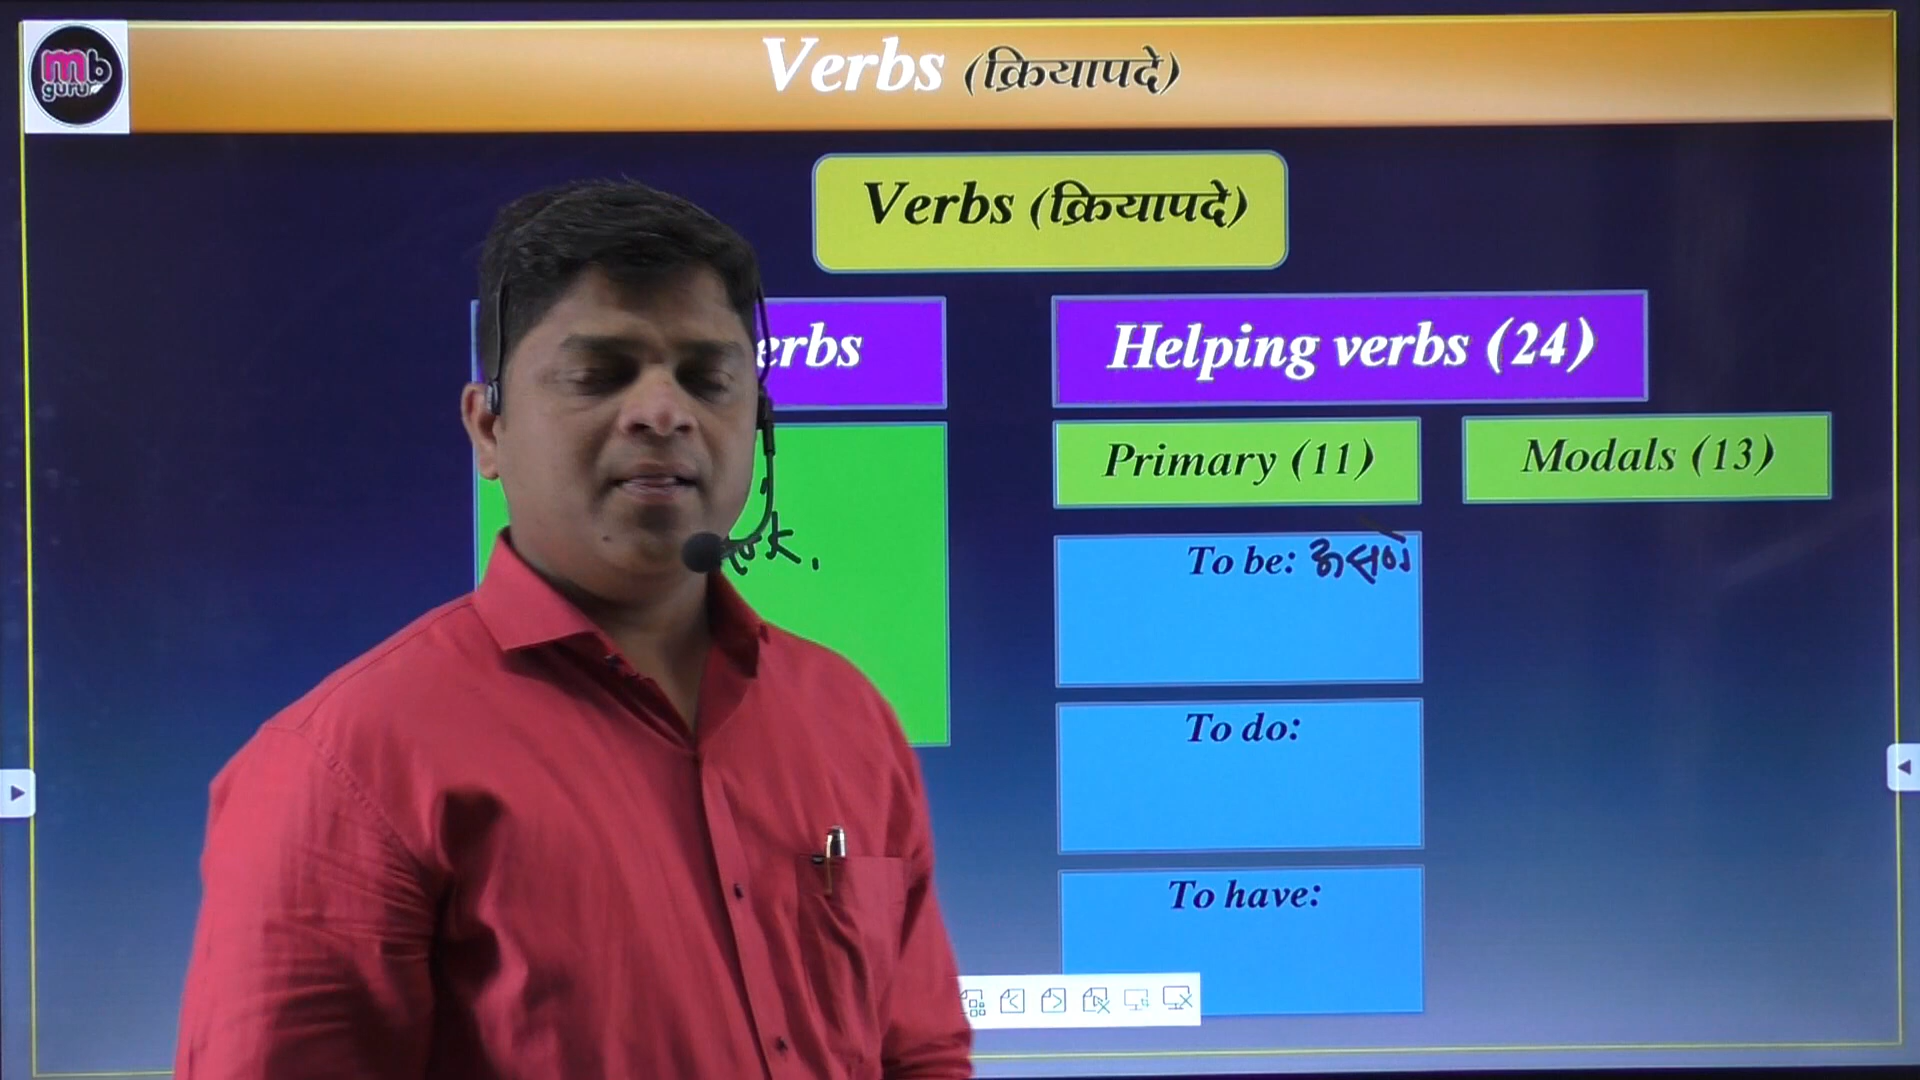 mb
guru
Verbs (क्रियापदे)
Verbs (क्रियापदे)
erbs
Helping verbs (24)
Primary (11)
Modals (13)
To be: असणे
To do:
To have: